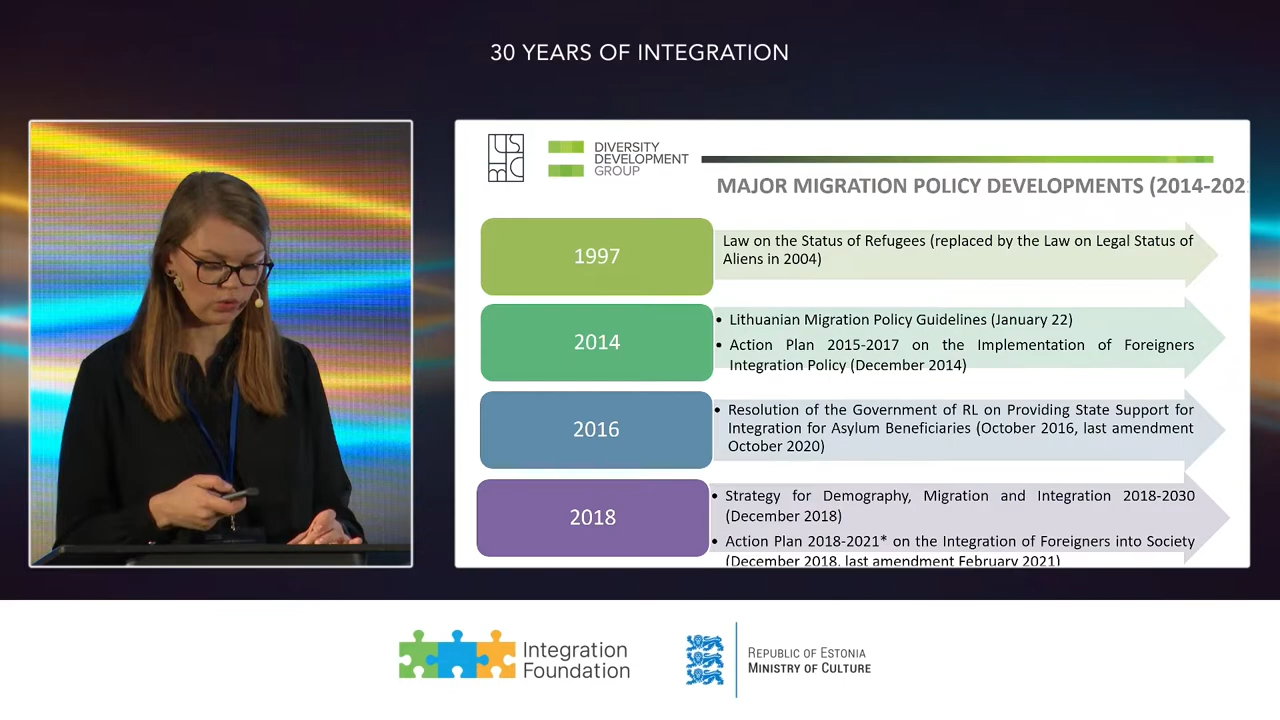 30 YEARS OF INTEGRATION
DIVERSITY
DEVELOPMENT
GROUP
MAJOR MIGRATION POLICY DEVELOPMENTS (2014-202
1997
Law on the Status of Refugees (replaced by the Law on Legal Status of
Aliens in 2004)
2014
• Lithuanian Migration Policy Guidelines (January 22)
• Action Plan 2015-2017 on the Implementation of Foreigners
Integration Policy (December 2014)
2016
• Resolution of the Government of RL on Providing State Support for
Integration for Asylum Beneficiaries (October 2016, last amendment
October 2020)
2018
• Strategy for Demography, Migration and Integration 2018-2030
(December 2018)
• Action Plan 2018-2021* on the Integration of Foreigners into Society
(December 2018, last amendment February 2021)
Integration
Foundation
REPUBLIC OF ESTONIA
MINISTRY OF CULTURE